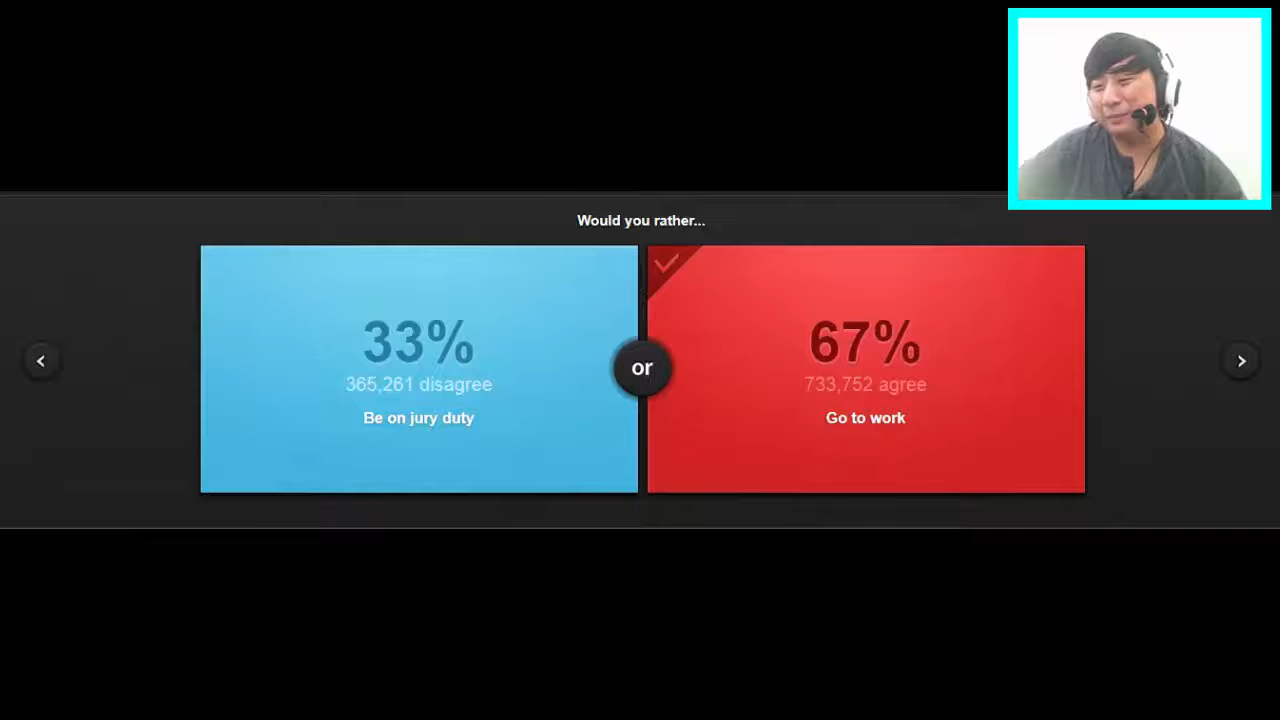 Would you rather...
33%
365,261 disagree
Be on jury duty
or
67%
733,752 agree
Go to work